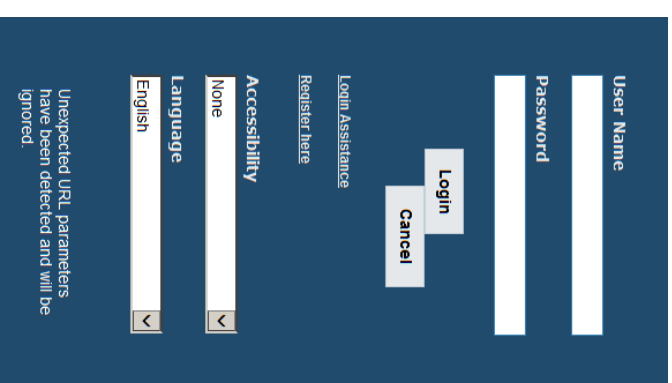 User Name
Password
Login
Cancel
Login Assistance
Register here
Accessibility
None
Language
English
Unexpected URL parameters
have been detected and will be
ignored.